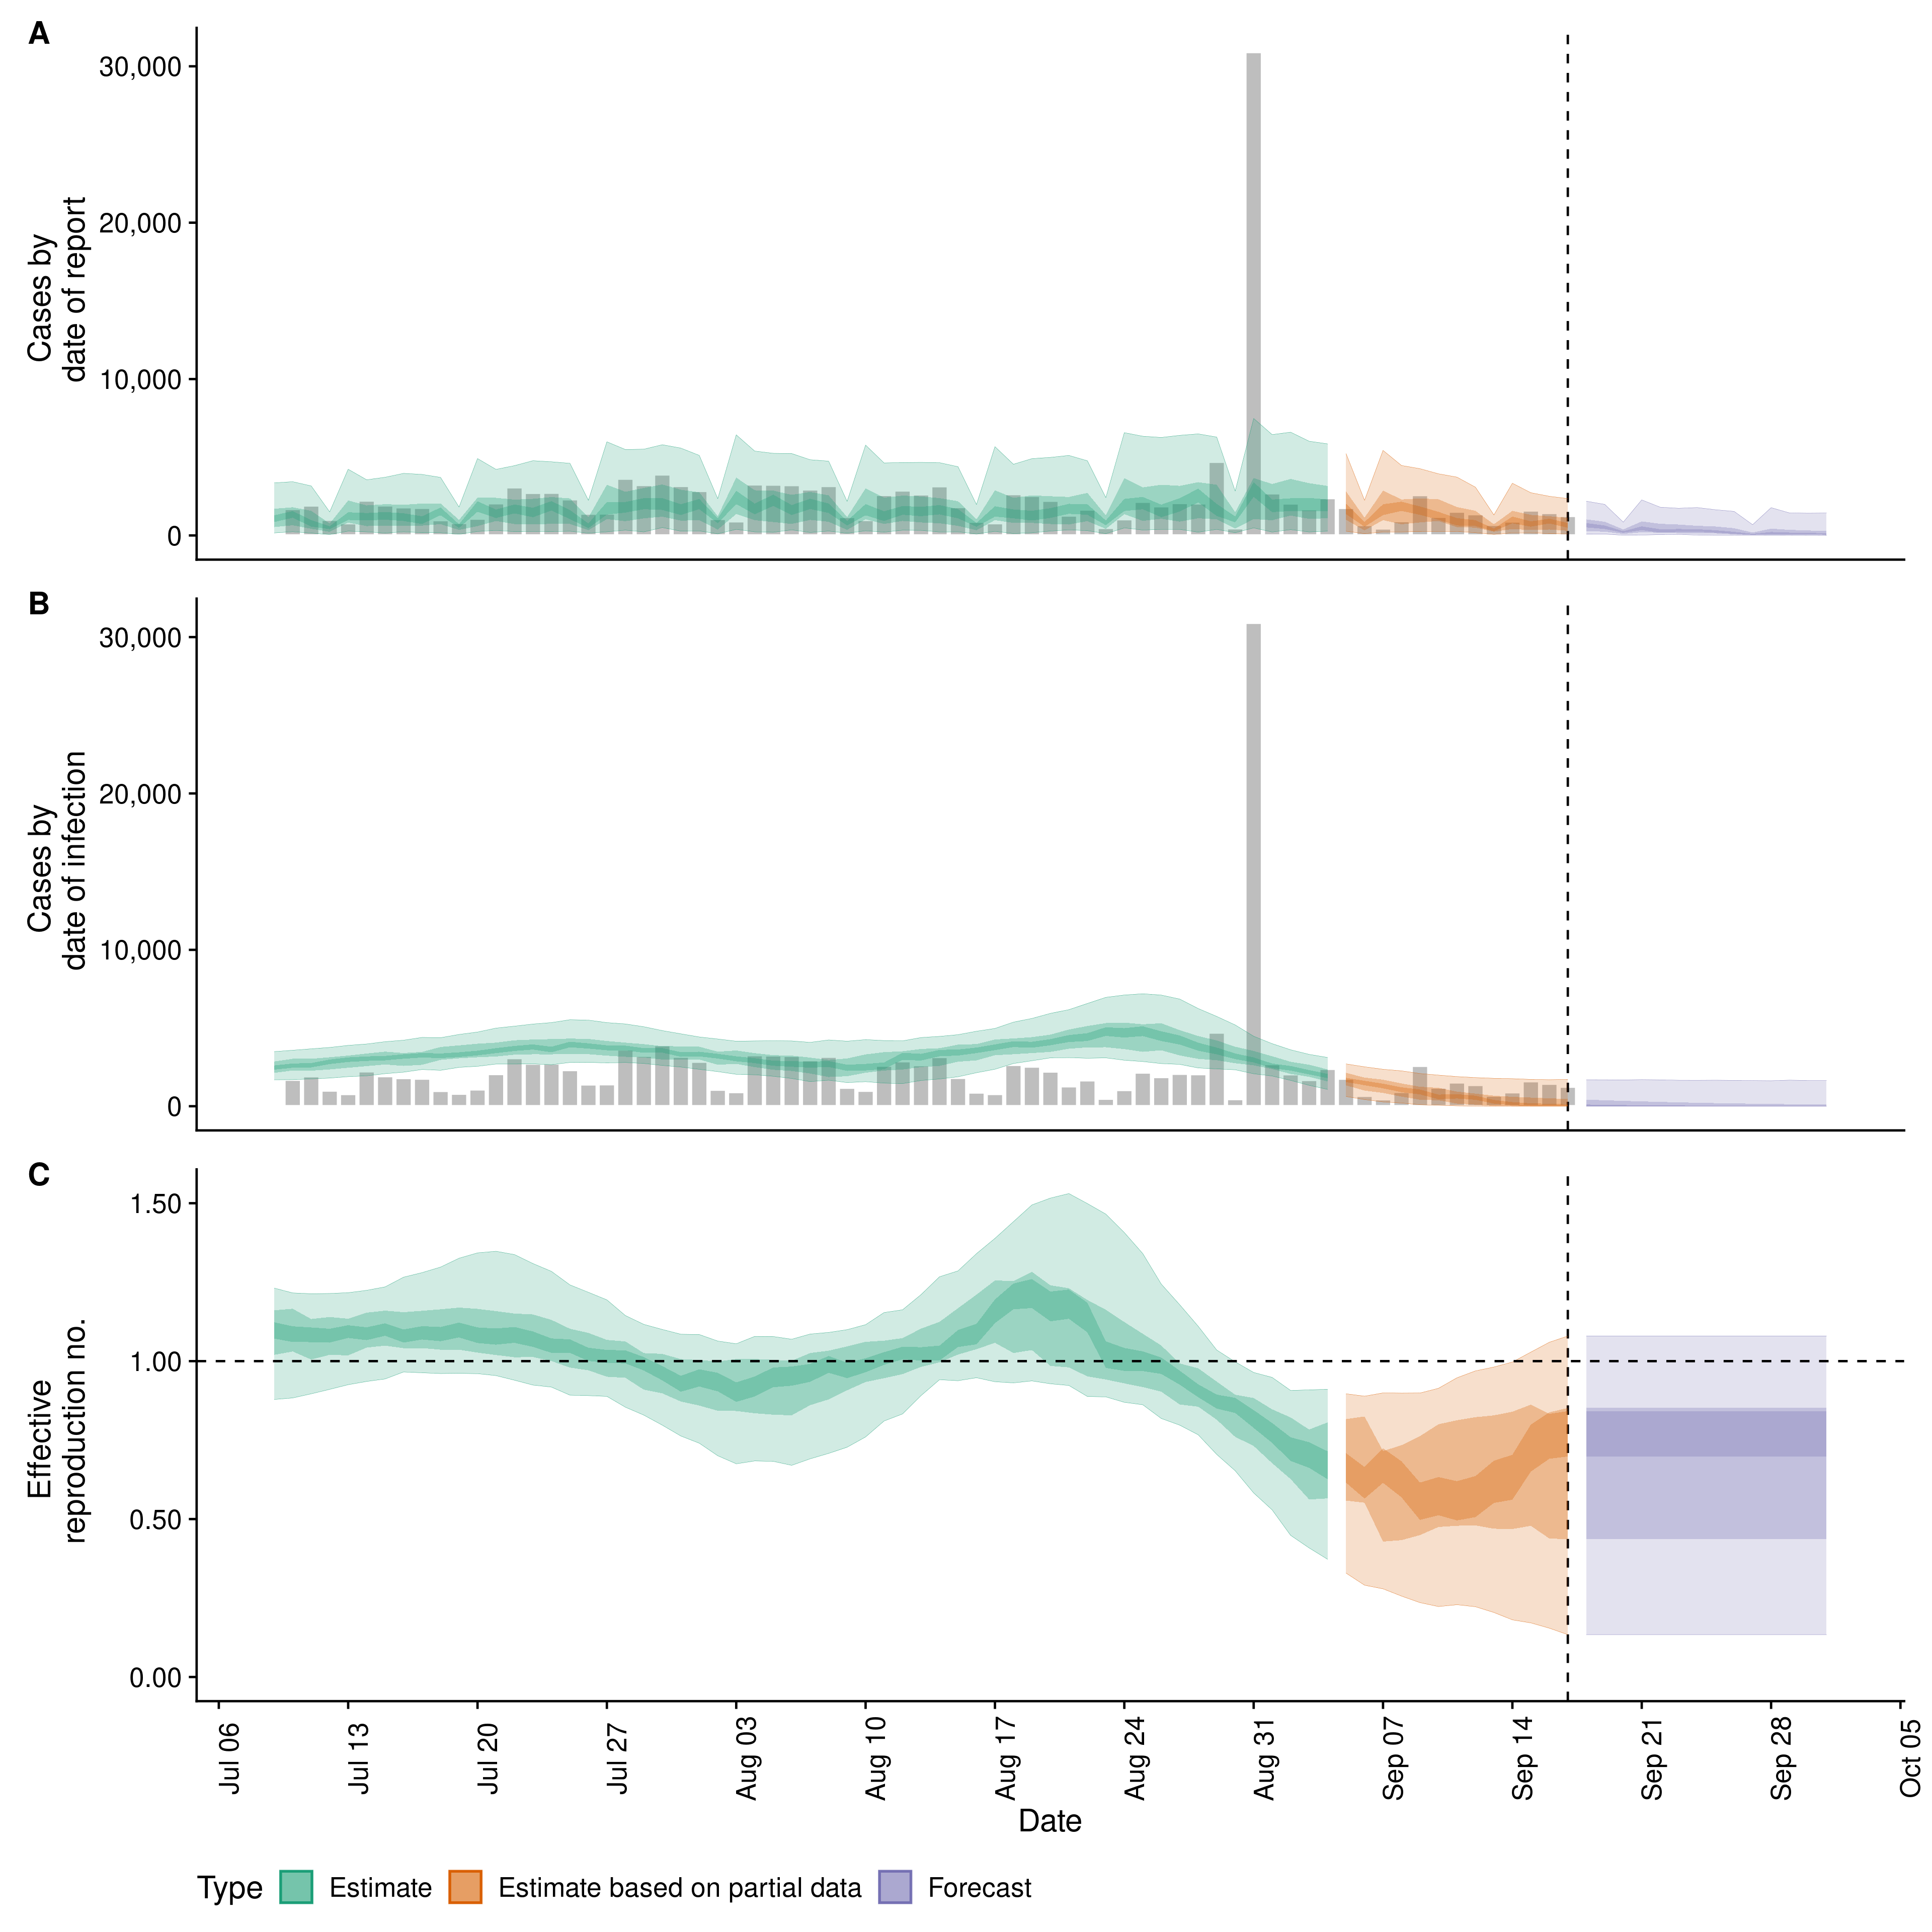 A
30,000
20,000
10,000
0
Cases by
date of report
B
30,000
20,000
10,000
0
Cases by
date of infection
C
1.50
1.00
0.50
0.00
Effective
reproduction no.
Jul 06
Jul 13
Jul 20
Jul 27
Aug 03
Aug 10
Aug 17
Aug 24
Aug 31
Sep 07
Sep 14
Sep 21
Sep 28
Oct 05
Date
Type Estimate Estimate based on partial data Forecast